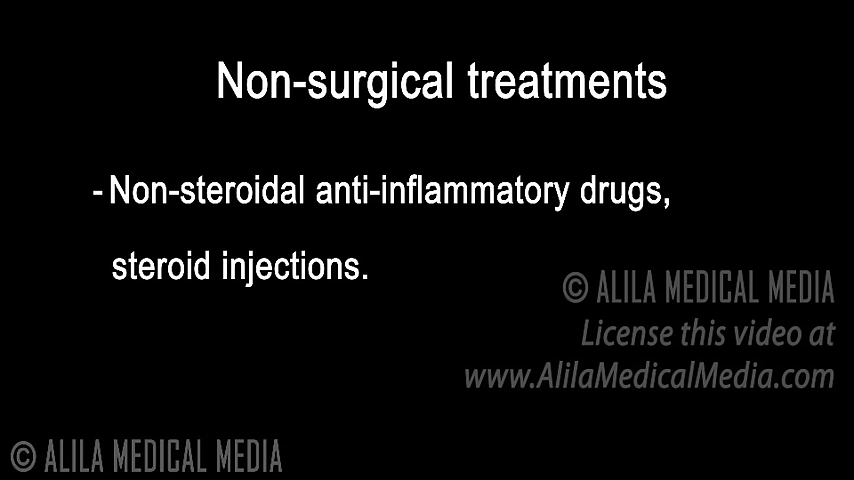 Non-surgical treatments
- Non-steroidal anti-inflammatory drugs,
steroid injections.
© ALILA MEDICAL MEDIA
License this video at
www.AlilaMedicalMedia.com
© ALILA MEDICAL MEDIA